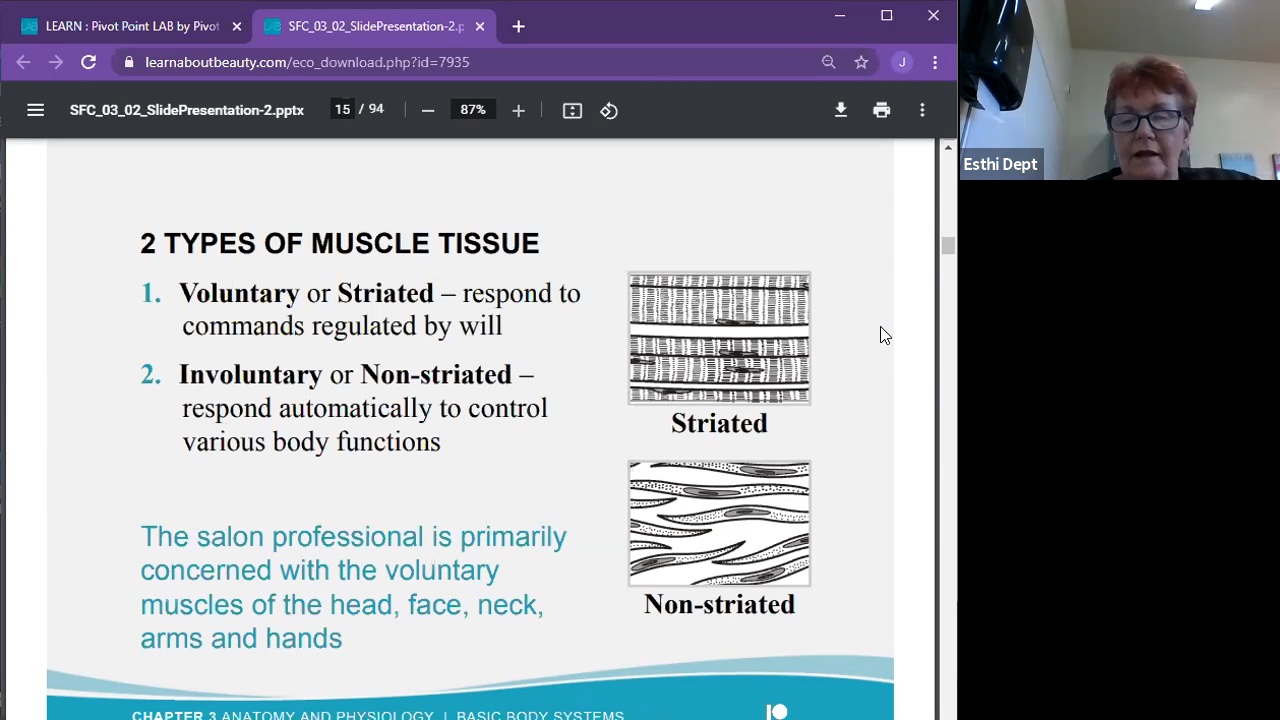 LEARN : Pivot Point LAB by Pivot
SFC_03_02_SlidePresentation-2.p
learnaboutbeauty.com/eco_download.php?id=7935
J
SFC_03_02_SlidePresentation-2.pptx
15 / 94
87%
Esthi Dept
2 TYPES OF MUSCLE TISSUE
1. Voluntary or Striated – respond to
commands regulated by will
2. Involuntary or Non-striated –
respond automatically to control
various body functions
Striated
Non-striated
The salon professional is primarily
concerned with the voluntary
muscles of the head, face, neck,
arms and hands
CHAPTER 3 ANATOMY AND PHYSIOLOGY | BASIC BODY SYSTEMS